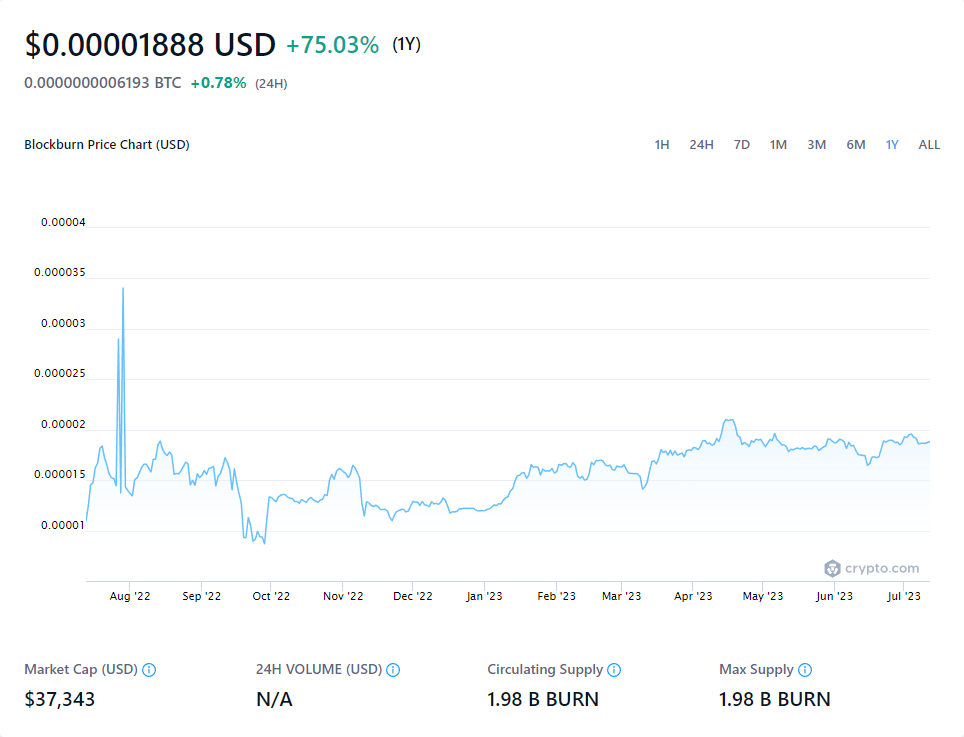 $0.00001888 USD +75.03% (1Y)
0.0000000006193 BTC +0.78% (24H)
Blockburn Price Chart (USD) 1H 24H 7D 1M 3M 6M 1Y ALL
0.00004
0.000035
0.00003
0.000025
0.00002
0.000015
0.00001
crypto.com
Aug '22 Sep '22 Oct '22 Nov '22 Dec '22 Jan '23 Feb '23 Mar '23 Apr '23 May '23 Jun '23 Jul '23
Market Cap (USD) 24H VOLUME (USD) Circulating Supply Max Supply
$37,343 N/A 1.98 B BURN 1.98 B BURN